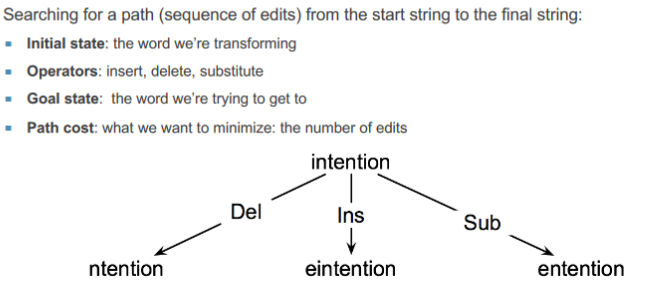 Searching for a path (sequence of edits) from the start string to the final string:
▪ Initial state: the word we're transforming
▪ Operators: insert, delete, substitute
▪ Goal state: the word we're trying to get to
▪ Path cost: what we want to minimize: the number of edits
intention
Del
Ins
Sub
ntention
eintention
entention